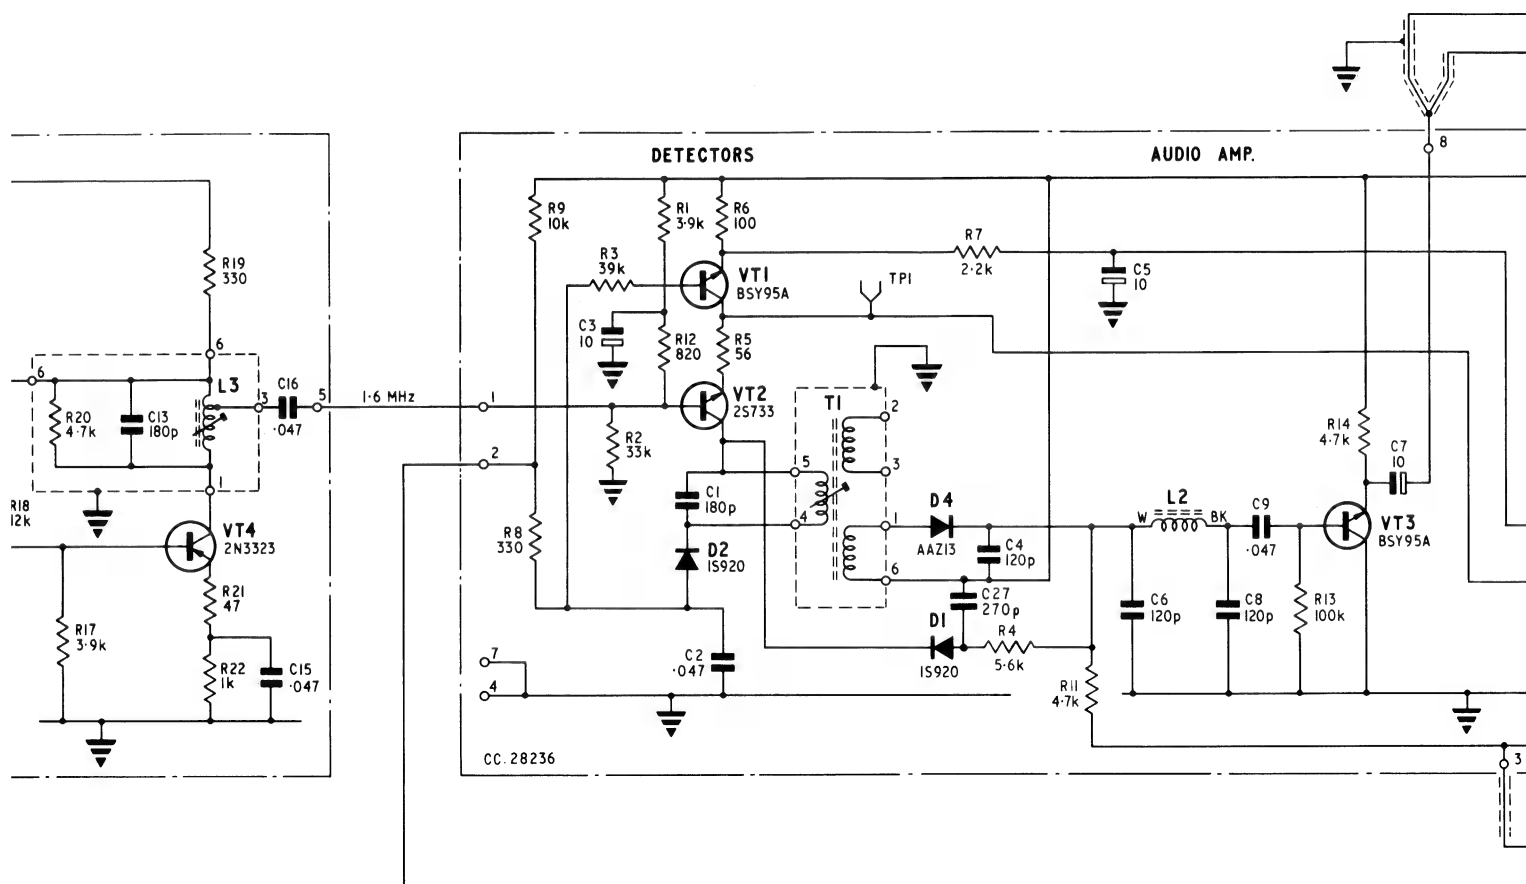 DETECTORS
AUDIO AMP.
8
R9
10k
R1
3·9k
R6
100
R7
2·2k
R3
39k
VT1
BSY95A
TP1
C5
10
R19
330
C3
10
R12
820
R5
56
6
6
L3
3
C16
·047
5
1·6 MHz
1
VT2
2S733
T1
2
R20
4·7k
C13
180p
R2
33k
R14
4·7k
C7
10
2
5
3
R18
12k
1
C1
180p
4
1
D4
AAZ13
L2
W
BK
C9
·047
VT3
BSY95A
VT4
2N3323
R8
330
D2
1S920
C4
120p
6
R21
47
C27
270p
C6
120p
C8
120p
R13
100k
R17
3·9k
D1
1S920
R4
5·6k
R22
1k
C15
·047
7
C2
·047
4
R11
4·7k
CC. 28236
3